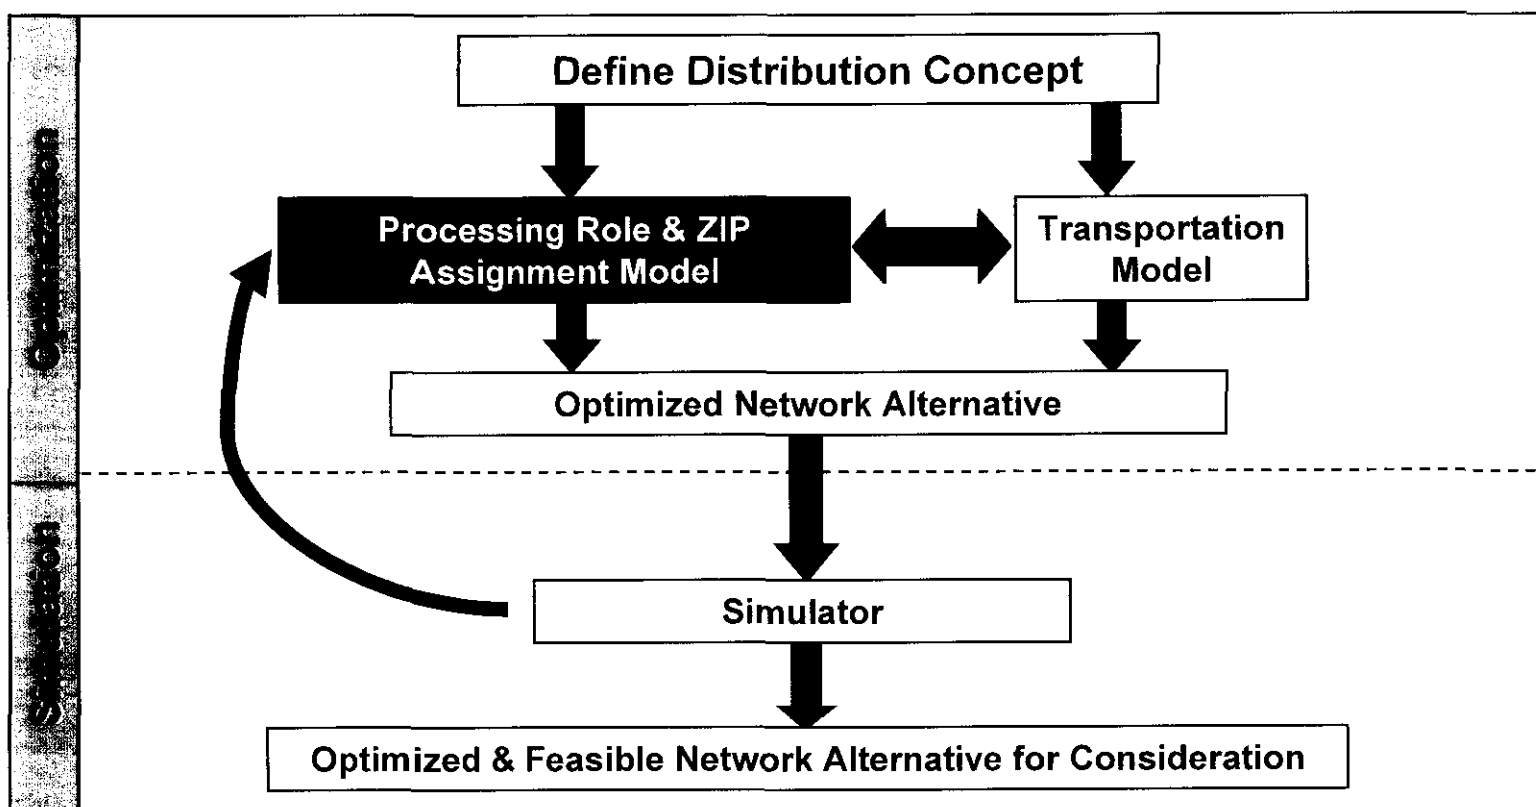 Define Distribution Concept
Processing Role & ZIP
Assignment Model
Transportation
Model
Optimized Network Alternative
Simulator
Optimized & Feasible Network Alternative for Consideration
Optimization